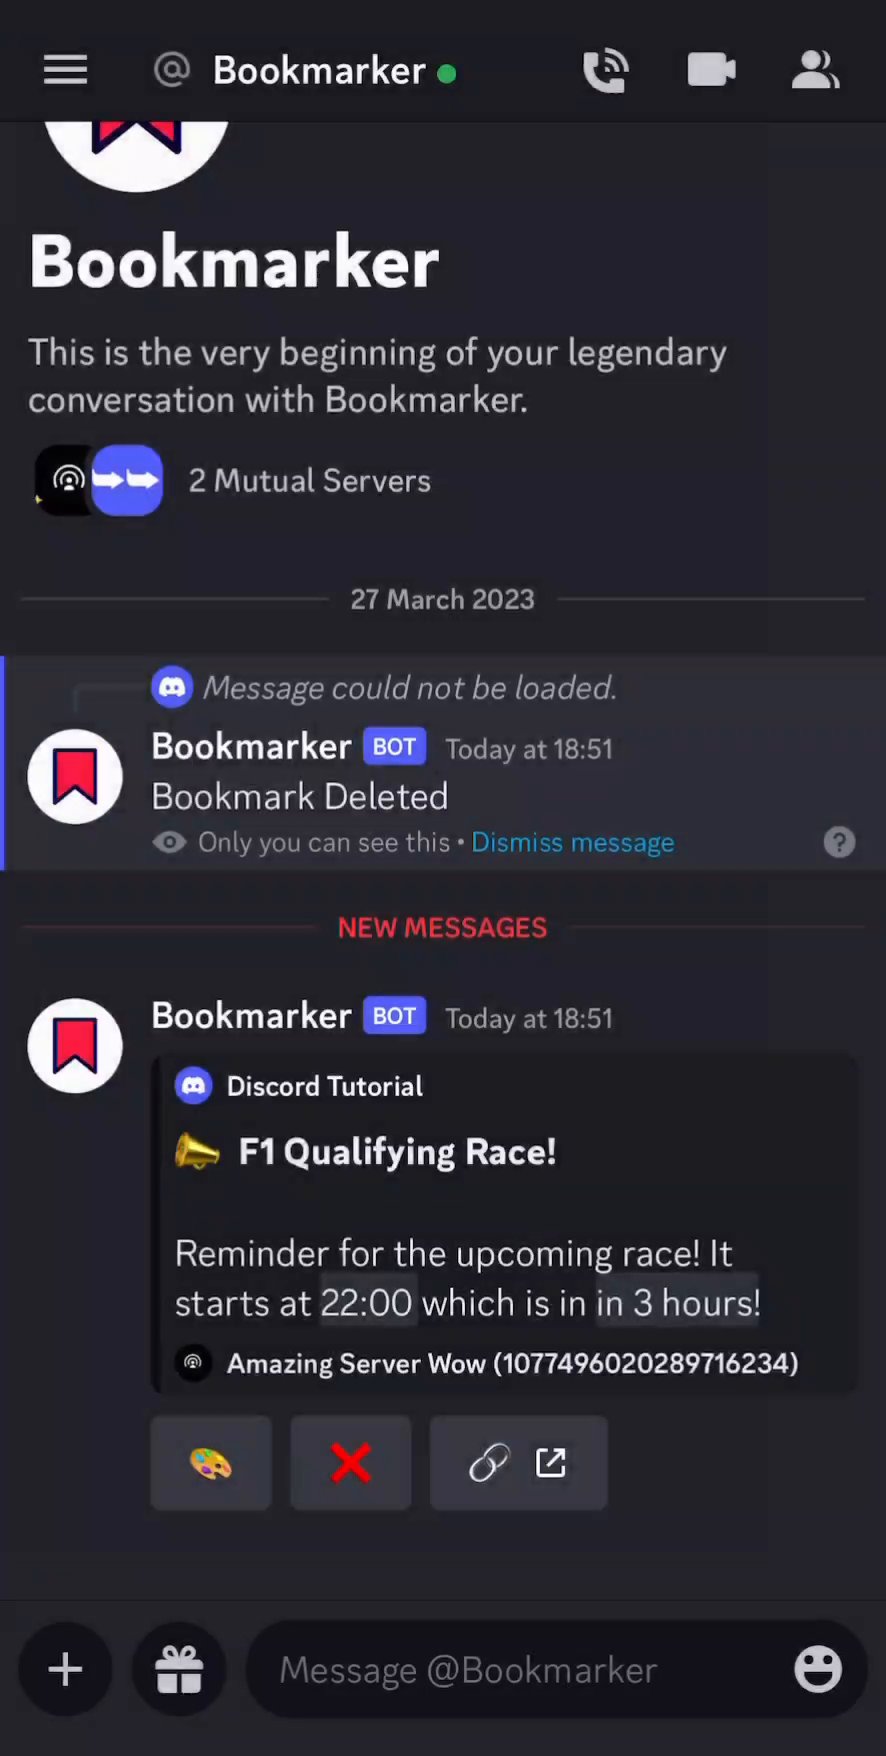 @ Bookmarker
Bookmarker
This is the very beginning of your legendary
conversation with Bookmarker.
2 Mutual Servers
27 March 2023
Message could not be loaded.
Bookmarker BOT Today at 18:51
Bookmark Deleted
Only you can see this • Dismiss message ?
NEW MESSAGES
Bookmarker BOT Today at 18:51
Discord Tutorial
F1 Qualifying Race!
Reminder for the upcoming race! It
starts at 22:00 which is in in 3 hours!
Amazing Server Wow (1077496020289716234)
Message @Bookmarker